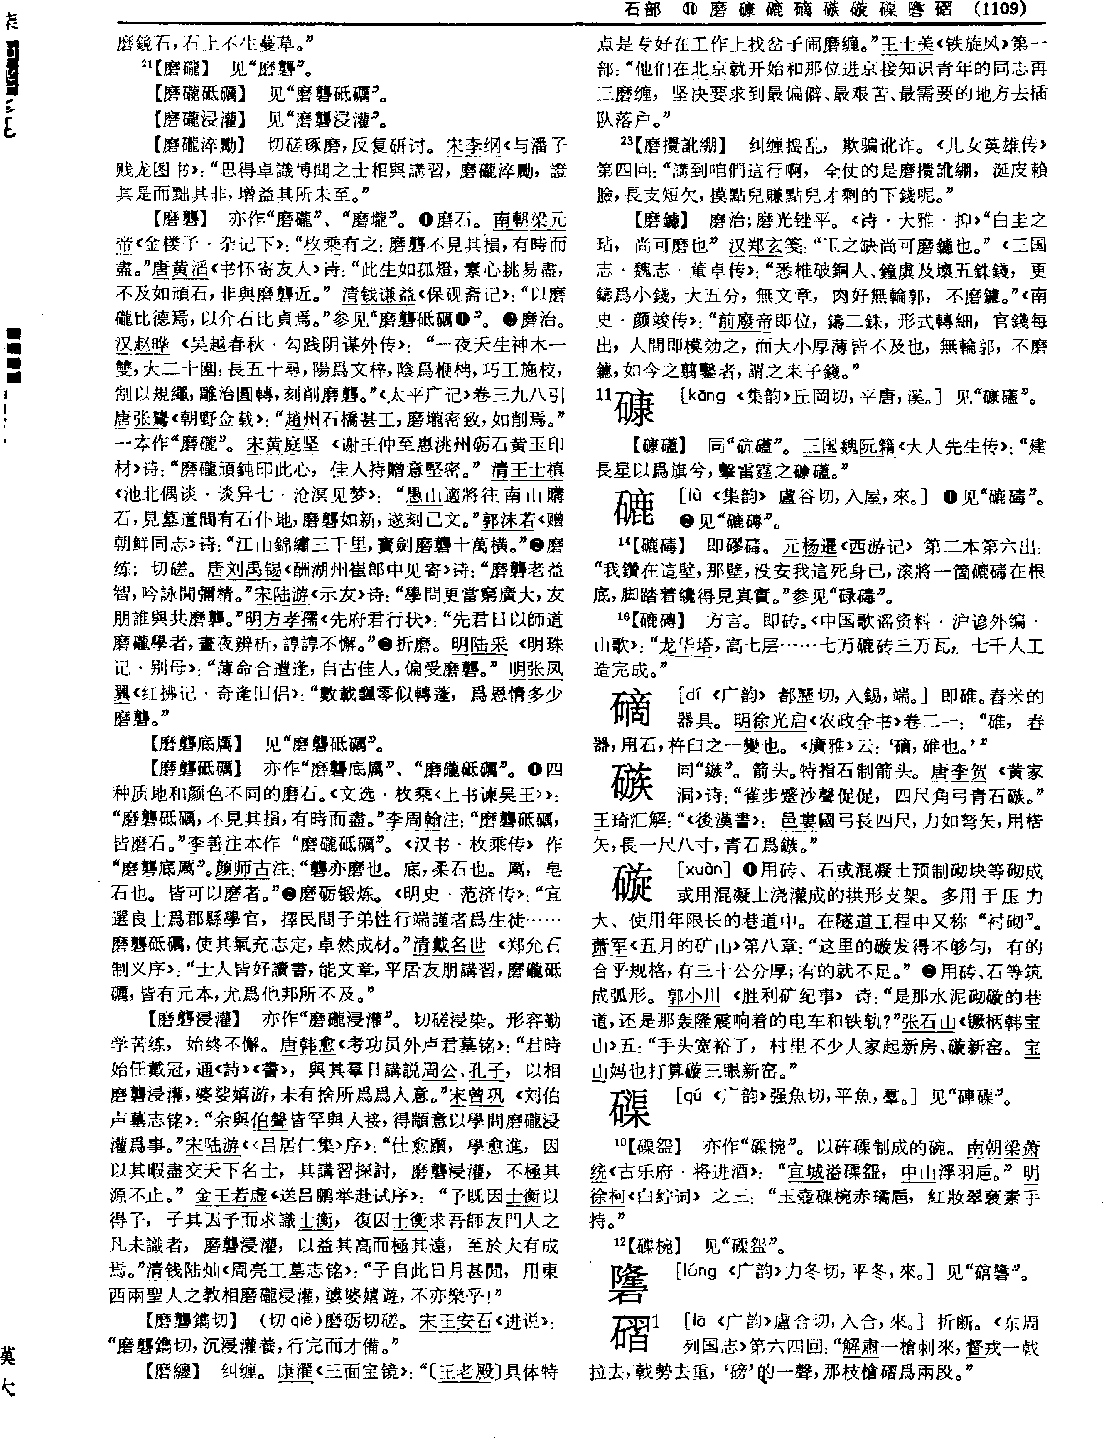 石部 ⑪ 磨 磏 磟 磩 磭 磮 磲 磱 磖 (1109)
磨鏡石，石上不生蔓草。”
²¹【磨礲】 见“磨礱”。
【磨礲砥礪】 见“磨礱砥礪”。
【磨礲浸灌】 见“磨礱浸灌”。
【磨礲淬勵】 切磋琢磨，反复研讨。宋李纲《与潘子
贱龙图书》：“思得卓識博聞之士相與講習，磨礲淬勵，證
其是而黜其非，增益其所未至。”
【磨礱】 亦作“磨礲”、“磨壠”。❶磨石。南朝梁元
帝《金楼子·杂记下》：“枚乘有之：磨礱不見其損，有時而
盡。”唐黄滔《书怀寄友人》诗：“此生如孤燈，素心挑易盡，
不及如頑石，非與磨礱近。”清钱谦益《保砚斋记》：“以磨
礲比德焉，以介石比貞焉。”参见“磨礱砥礪❶”。❷磨治。
汉赵晔《吴越春秋·勾践阴谋外传》：“一夜天生神木一
雙，大二十圍；長五十尋，陽爲文梓，陰爲楩柟，巧工施校，
制以規繩，雕治圓轉，刻削磨礱。”《太平广记》卷三九八引
唐张鷟《朝野佥载》：“趙州石橋甚工，磨壠密致，如削焉。”
一本作“磨礲”。宋黄庭坚《谢王仲至惠洮州砺石黄玉印
材》诗：“磨礲頑鈍印此心，佳人持贈意堅密。”清王士禛
《池北偶谈·谈异七·沧溟见梦》：“愚山適將往南山購
石，見墓道間有石仆地，磨礱如新，遂刻己文。”郭沫若《赠
朝鲜同志》诗：“江山錦繡三千里，寶劍磨礱十萬横。”❸磨
练；切磋。唐刘禹锡《酬湖州崔郎中见寄》诗：“磨礱老益
智，吟詠閒彌精。”宋陆游《示友》诗：“學問更當窮廣大，友
朋誰與共磨礱。”明方孝孺《先府君行状》：“先君日以師道
磨礲學者，晝夜辨析，諄諄不懈。”❹折磨。明陆采《明珠
记·别母》：“薄命合遭逢，自古佳人，偏受磨礱。”明张凤
翼《红拂记·奇逢旧侣》：“數載飄零似轉蓬，爲恩情多少
磨礱。”
【磨礱底厲】 见“磨礱砥礪”。
【磨礱砥礪】 亦作“磨礱底厲”、“磨礲砥礪”。❶四
种质地和颜色不同的磨石。《文选·枚乘〈上书谏吴王〉》：
“磨礱砥礪，不見其損，有時而盡。”李周翰注：“磨礱砥礪，
皆磨石。”李善注本作“磨礲砥礪”。《汉书·枚乘传》作
“磨礱底厲”。颜师古注：“礱亦磨也。底，柔石也。厲，皂
石也。皆可以磨者。”❷磨砺锻炼。《明史·范济传》：“宜
選良士爲郡縣學官，擇民間子弟性行端謹者爲生徒……
磨礱砥礪，使其氣充志定，卓然成材。”清戴名世《郑允石
制义序》：“士人皆好讀書，能文章，平居友朋講習，磨礲砥
礪，皆有元本，尤爲他邦所不及。”
【磨礱浸灌】 亦作“磨礲浸灌”。切磋浸染。形容勤
学苦练，始终不懈。唐韩愈《考功员外卢君墓铭》：“君時
始任戴冠，通《詩》《書》，與其羣日講説周公、孔子，以相
磨礱浸灌，婆娑嬉游，未有捨所爲爲人意。”宋曾巩《刘伯
声墓志铭》：“余與伯聲皆罕與人接，得顓意以學問磨礲浸
灌爲事。”宋陆游《〈吕居仁集〉序》：“仕愈躓，學愈進，因
以其暇盡交天下名士，其講習探討，磨礱浸灌，不極其
源不止。”金王若虚《送吕鹏举赴试序》：“予既因士衡以
得子，子其因予而求識士衡，復因士衡求吾師友門人之
凡未識者，磨礱浸灌，以益其高而極其遠，至於大有成
焉。”清钱陆灿《周亮工墓志铭》：“予自此日月甚閒，用東
西兩聖人之教相磨礲浸灌，婆娑嬉遊，不亦樂乎！”
【磨礱鐫切】 (切 qiē)磨砺切磋。宋王安石《进说》：
“磨礱鐫切，沉浸灌養，行完而才備。”
【磨纏】 纠缠。康濯《三面宝镜》：“〔王老殿〕具体特
点是专好在工作上找岔子闹磨缠。”王士美《铁旋风》第一
部：“他们在北京就开始和那位进京接知识青年的同志再
三磨缠，坚决要求到最偏僻、最艰苦、最需要的地方去插
队落户。”
²³【磨攪訛綳】 纠缠捣乱，欺骗讹诈。《儿女英雄传》
第四回：“講到咱們這行啊，全仗的是磨攪訛綳，涎皮賴
臉，長支短欠，摸點兒賺點兒才剩的下錢呢。”
【磨鑢】 磨治；磨光锉平。《诗·大雅·抑》“白圭之
玷，尚可磨也”汉郑玄笺：“玉之缺尚可磨鑢也。”《三国
志·魏志·董卓传》：“悉椎破銅人、鐘虡及壞五銖錢，更
鑄爲小錢，大五分，無文章，肉好無輪郭，不磨鑢。”《南
史·颜竣传》：“前廢帝即位，鑄二銖，形式轉細，官錢每
出，人間即模効之，而大小厚薄皆不及也，無輪郭，不磨
鑢，如今之剪鑿者，謂之耒子錢。”
11 磏 [kāng《集韵》丘岡切，平唐，溪。] 见“磏礚”。
【磏礚】 同“砊礚”。三国魏阮籍《大人先生传》：“建
長星以爲旗兮，擊雷霆之磏礚。”
磟 [lù《集韵》盧谷切，入屋，來。] ❶见“磟碡”。
❷见“磟磚”。
¹⁴【磟碡】 即磟碡。元杨暹《西游记》第二本第六出：
“我鑽在這壁，那壁，没安我這死身己，滚將一箇磟碡在根
底，脚踏着纔得見真實。”参见“碌碡”。
¹⁶【磟磚】 方言。即砖。《中国歌谣资料·沪谚外编·
山歌》：“龙华塔，高七层……七万磟砖三万瓦，七千人工
造完成。”
䃚 [dí《广韵》都歷切，入錫，端。] 即碓。舂米的
器具。明徐光启《农政全书》卷二一：“碓，舂
器，用石，杵臼之一變也。《廣雅》云：‘䃚，碓也。’”
磭 同“鏃”。箭头。特指石制箭头。唐李贺《黄家
洞》诗：“雀步蹙沙聲促促，四尺角弓青石鏃。”
王琦汇解：“《後漢書》：邑婁國弓長四尺，力如弩矢，用楛
矢，長一尺八寸，青石爲鏃。”
碹 [xuàn] ❶用砖、石或混凝土预制砌块等砌成
或用混凝土浇灌成的拱形支架。多用于压力
大、使用年限长的巷道中。在隧道工程中又称“衬砌”。
萧军《五月的矿山》第八章：“这里的碹发得不够匀，有的
合乎规格，有三十公分厚；有的就不足。”❷用砖、石等筑
成弧形。郭小川《胜利矿纪事》诗：“是那水泥砌碹的巷
道，还是那轰隆震响着的电车和铁轨？”张石山《镢柄韩宝
山》五：“手头宽裕了，村里不少人家起新房、碹新窑。宝
山妈也打算碹三眼新窑。”
磲 [qú《广韵》强魚切，平魚，羣。] 见“砗磲”。
¹⁰【磲盌】 亦作“磲椀”。以砗磲制成的碗。南朝梁萧
统《古乐府·将进酒》：“宜城溢磲盌，中山浮羽卮。”明
徐柯《白紵词》之三：“玉壺磲椀赤瓊卮，紅妝翠袞素手
持。”
¹²【磲椀】 见“磲盌”。
䃧 [lóng《广韵》力冬切，平冬，來。] 见“䃔䃧”。
磖¹ [lā《广韵》盧合切，入合，來。] 折断。《东周
列国志》第六四回：“解肅一槍刺來，督戎一戟
拉去，戟勢去重，‘磅’的一聲，那枝槍磖爲兩段。”